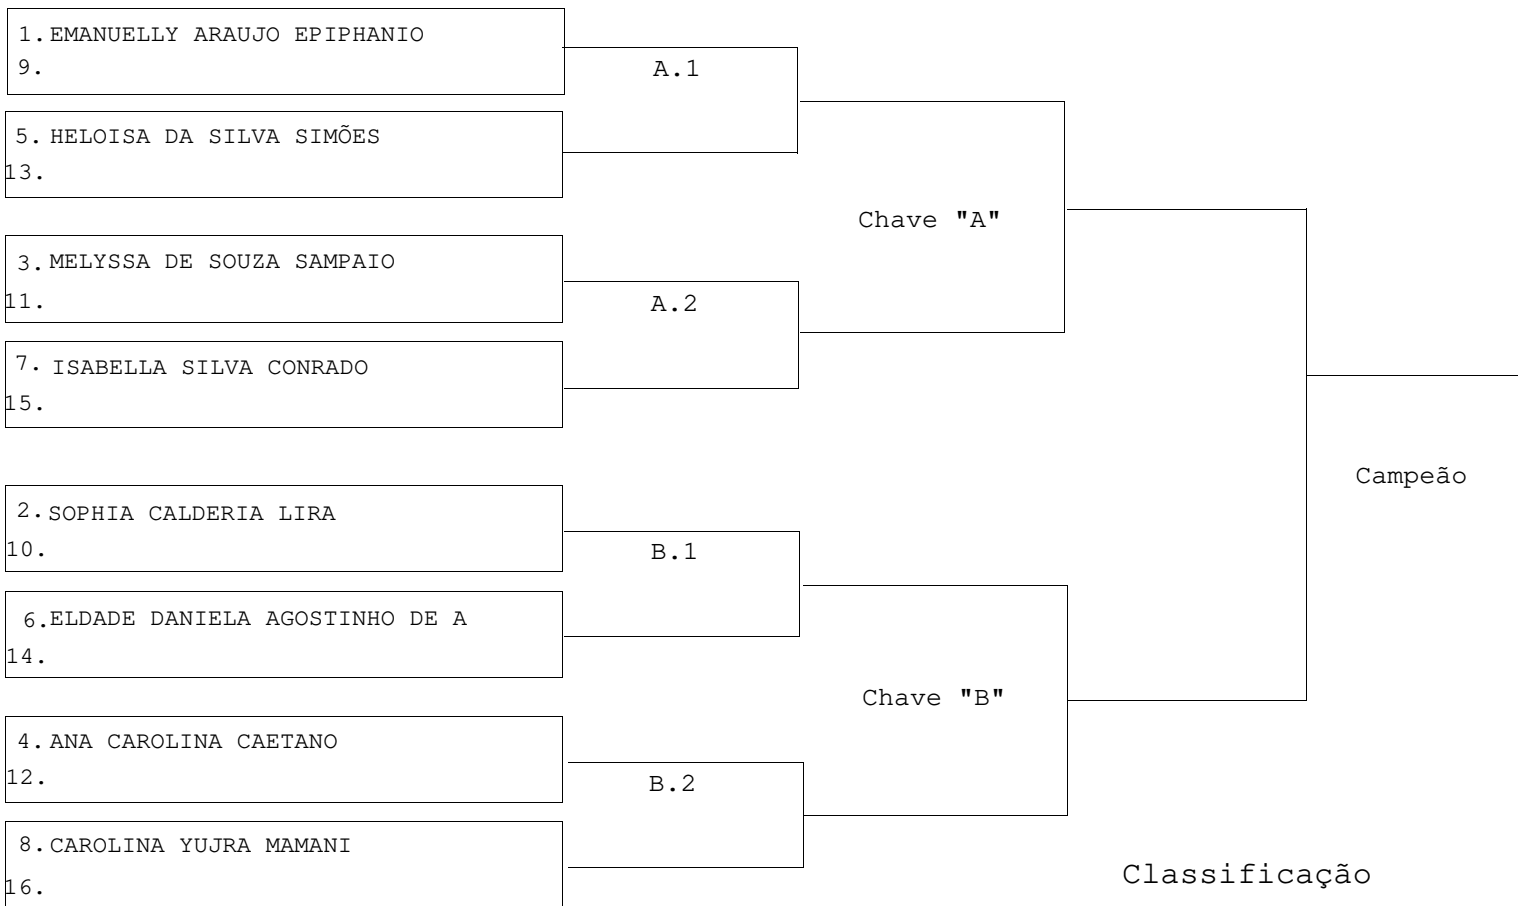 1. EMANUELLY ARAUJO EPIPHANIO
9.
A.1
5. HELOISA DA SILVA SIMÕES
13.
Chave "A"
3. MELYSSA DE SOUZA SAMPAIO
11.
A.2
7. ISABELLA SILVA CONRADO
15.
Campeão
2. SOPHIA CALDERIA LIRA
10.
B.1
6. ELDADE DANIELA AGOSTINHO DE A
14.
Chave "B"
4. ANA CAROLINA CAETANO
12.
B.2
8. CAROLINA YUJRA MAMANI
16.
Classificação